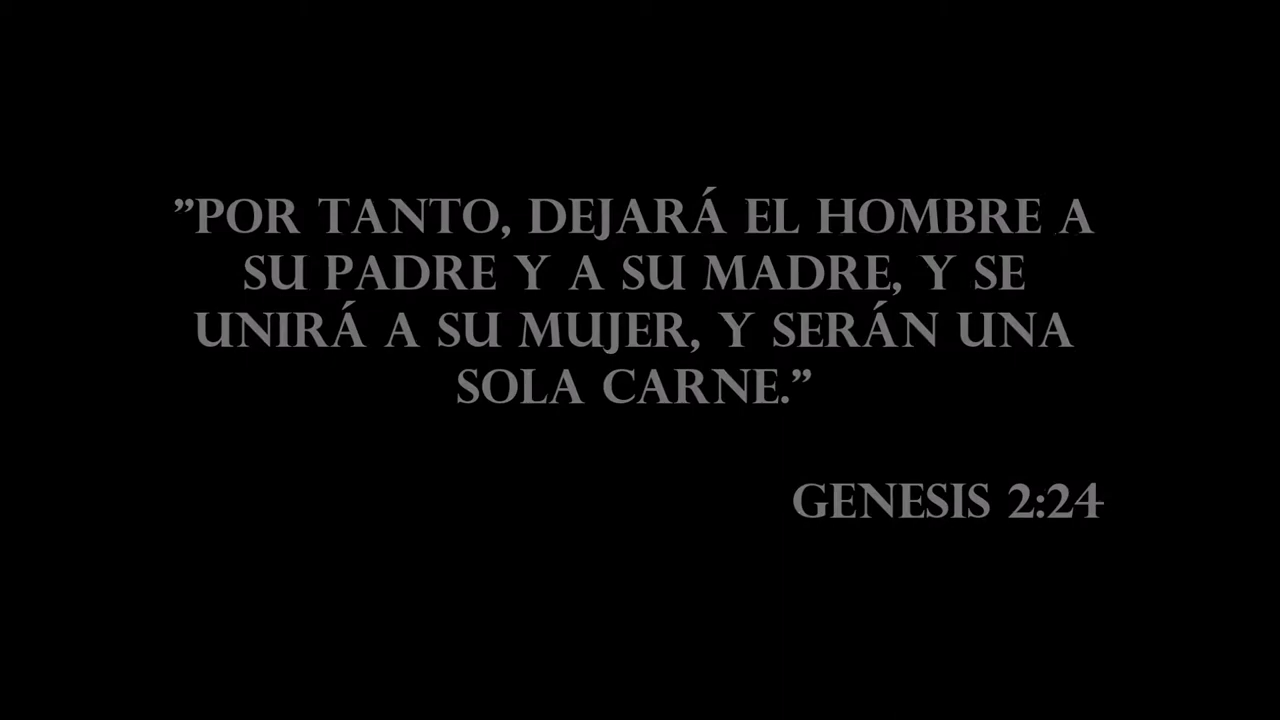 ”POR TANTO, DEJARÁ EL HOMBRE A
SU PADRE Y A SU MADRE, Y SE
UNIRÁ A SU MUJER, Y SERÁN UNA
SOLA CARNE.”
GENESIS 2:24